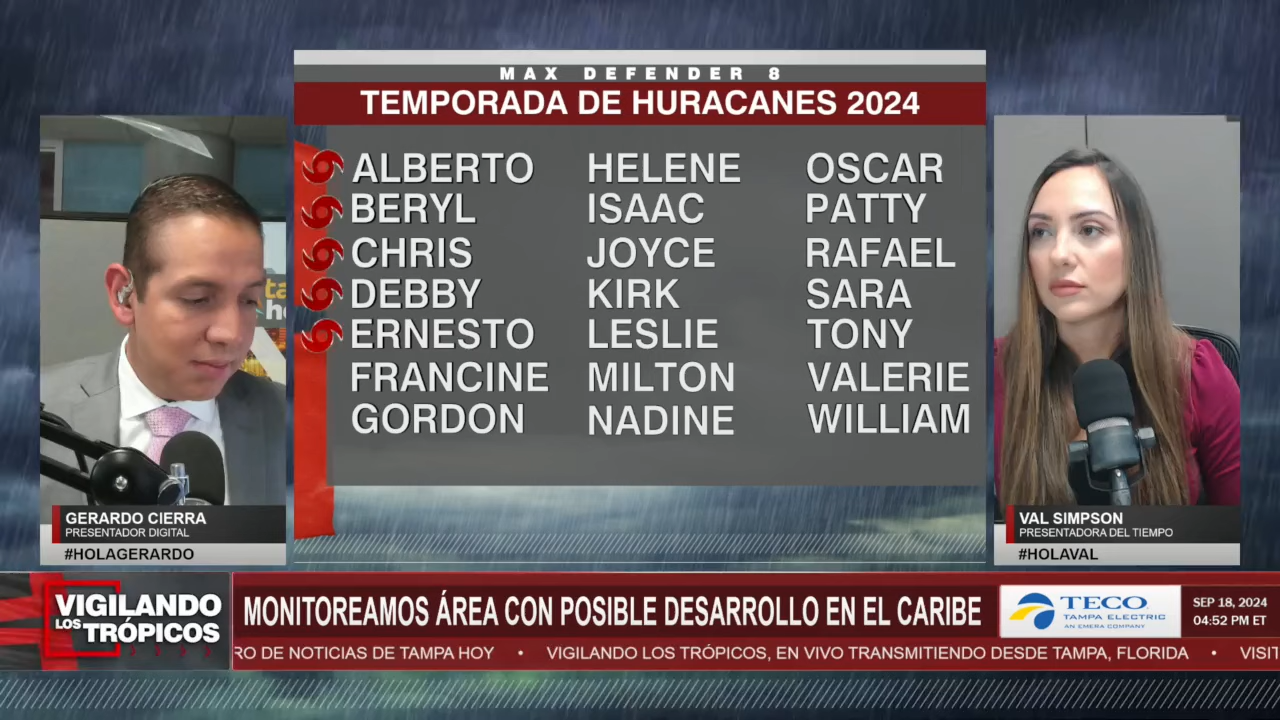 MAX DEFENDER 8
TEMPORADA DE HURACANES 2024
ALBERTO
BERYL
CHRIS
DEBBY
ERNESTO
FRANCINE
GORDON
HELENE
ISAAC
JOYCE
KIRK
LESLIE
MILTON
NADINE
OSCAR
PATTY
RAFAEL
SARA
TONY
VALERIE
WILLIAM
GERARDO CIERRA
PRESENTADOR DIGITAL
#HOLAGERARDO
VAL SIMPSON
PRESENTADORA DEL TIEMPO
#HOLAVAL
VIGILANDO
LOS TRÓPICOS
MONITOREAMOS ÁREA CON POSIBLE DESARROLLO EN EL CARIBE
TECO
TAMPA ELECTRIC
AN EMERA COMPANY
SEP 18, 2024
04:52 PM ET
RO DE NOTICIAS DE TAMPA HOY • VIGILANDO LOS TRÓPICOS, EN VIVO TRANSMITIENDO DESDE TAMPA, FLORIDA • VISIT